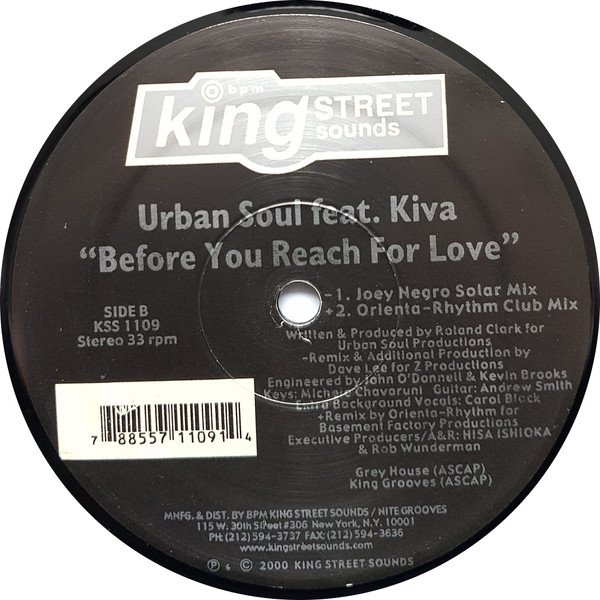 bpm
king STREET
sounds
Urban Soul feat. Kiva
“Before You Reach For Love”
-1. Joey Negro Solar Mix
+2. Orienta-Rhythm Club Mix
SIDE B
KSS 1109
Stereo 33 rpm
Written & Produced by Roland Clark for
Urban Soul Productions
-Remix & Additional Production by
Dave Lee for Z Productions
Engineered by John O'Donnell & Kevin Brooks
Keys: Michele Chavarunl Guitar: Andrew Smith
Extra Background Vocals: Carol Black
+Remix by Orienta-Rhythm for
Basement Factory Productions
Executive Producers/A&R: HISA ISHIOKA
& Rob Wunderman
7 88557 11091 4
Grey House (ASCAP)
King Grooves (ASCAP)
MNFG. & DIST. BY BPM KING STREET SOUNDS / NITE GROOVES
115 W. 30th Street #306 New York, N.Y. 10001
PH: (212) 594-3737 FAX: (212) 594-3636
www.kingstreetsounds.com
℗ & © 2000 KING STREET SOUNDS